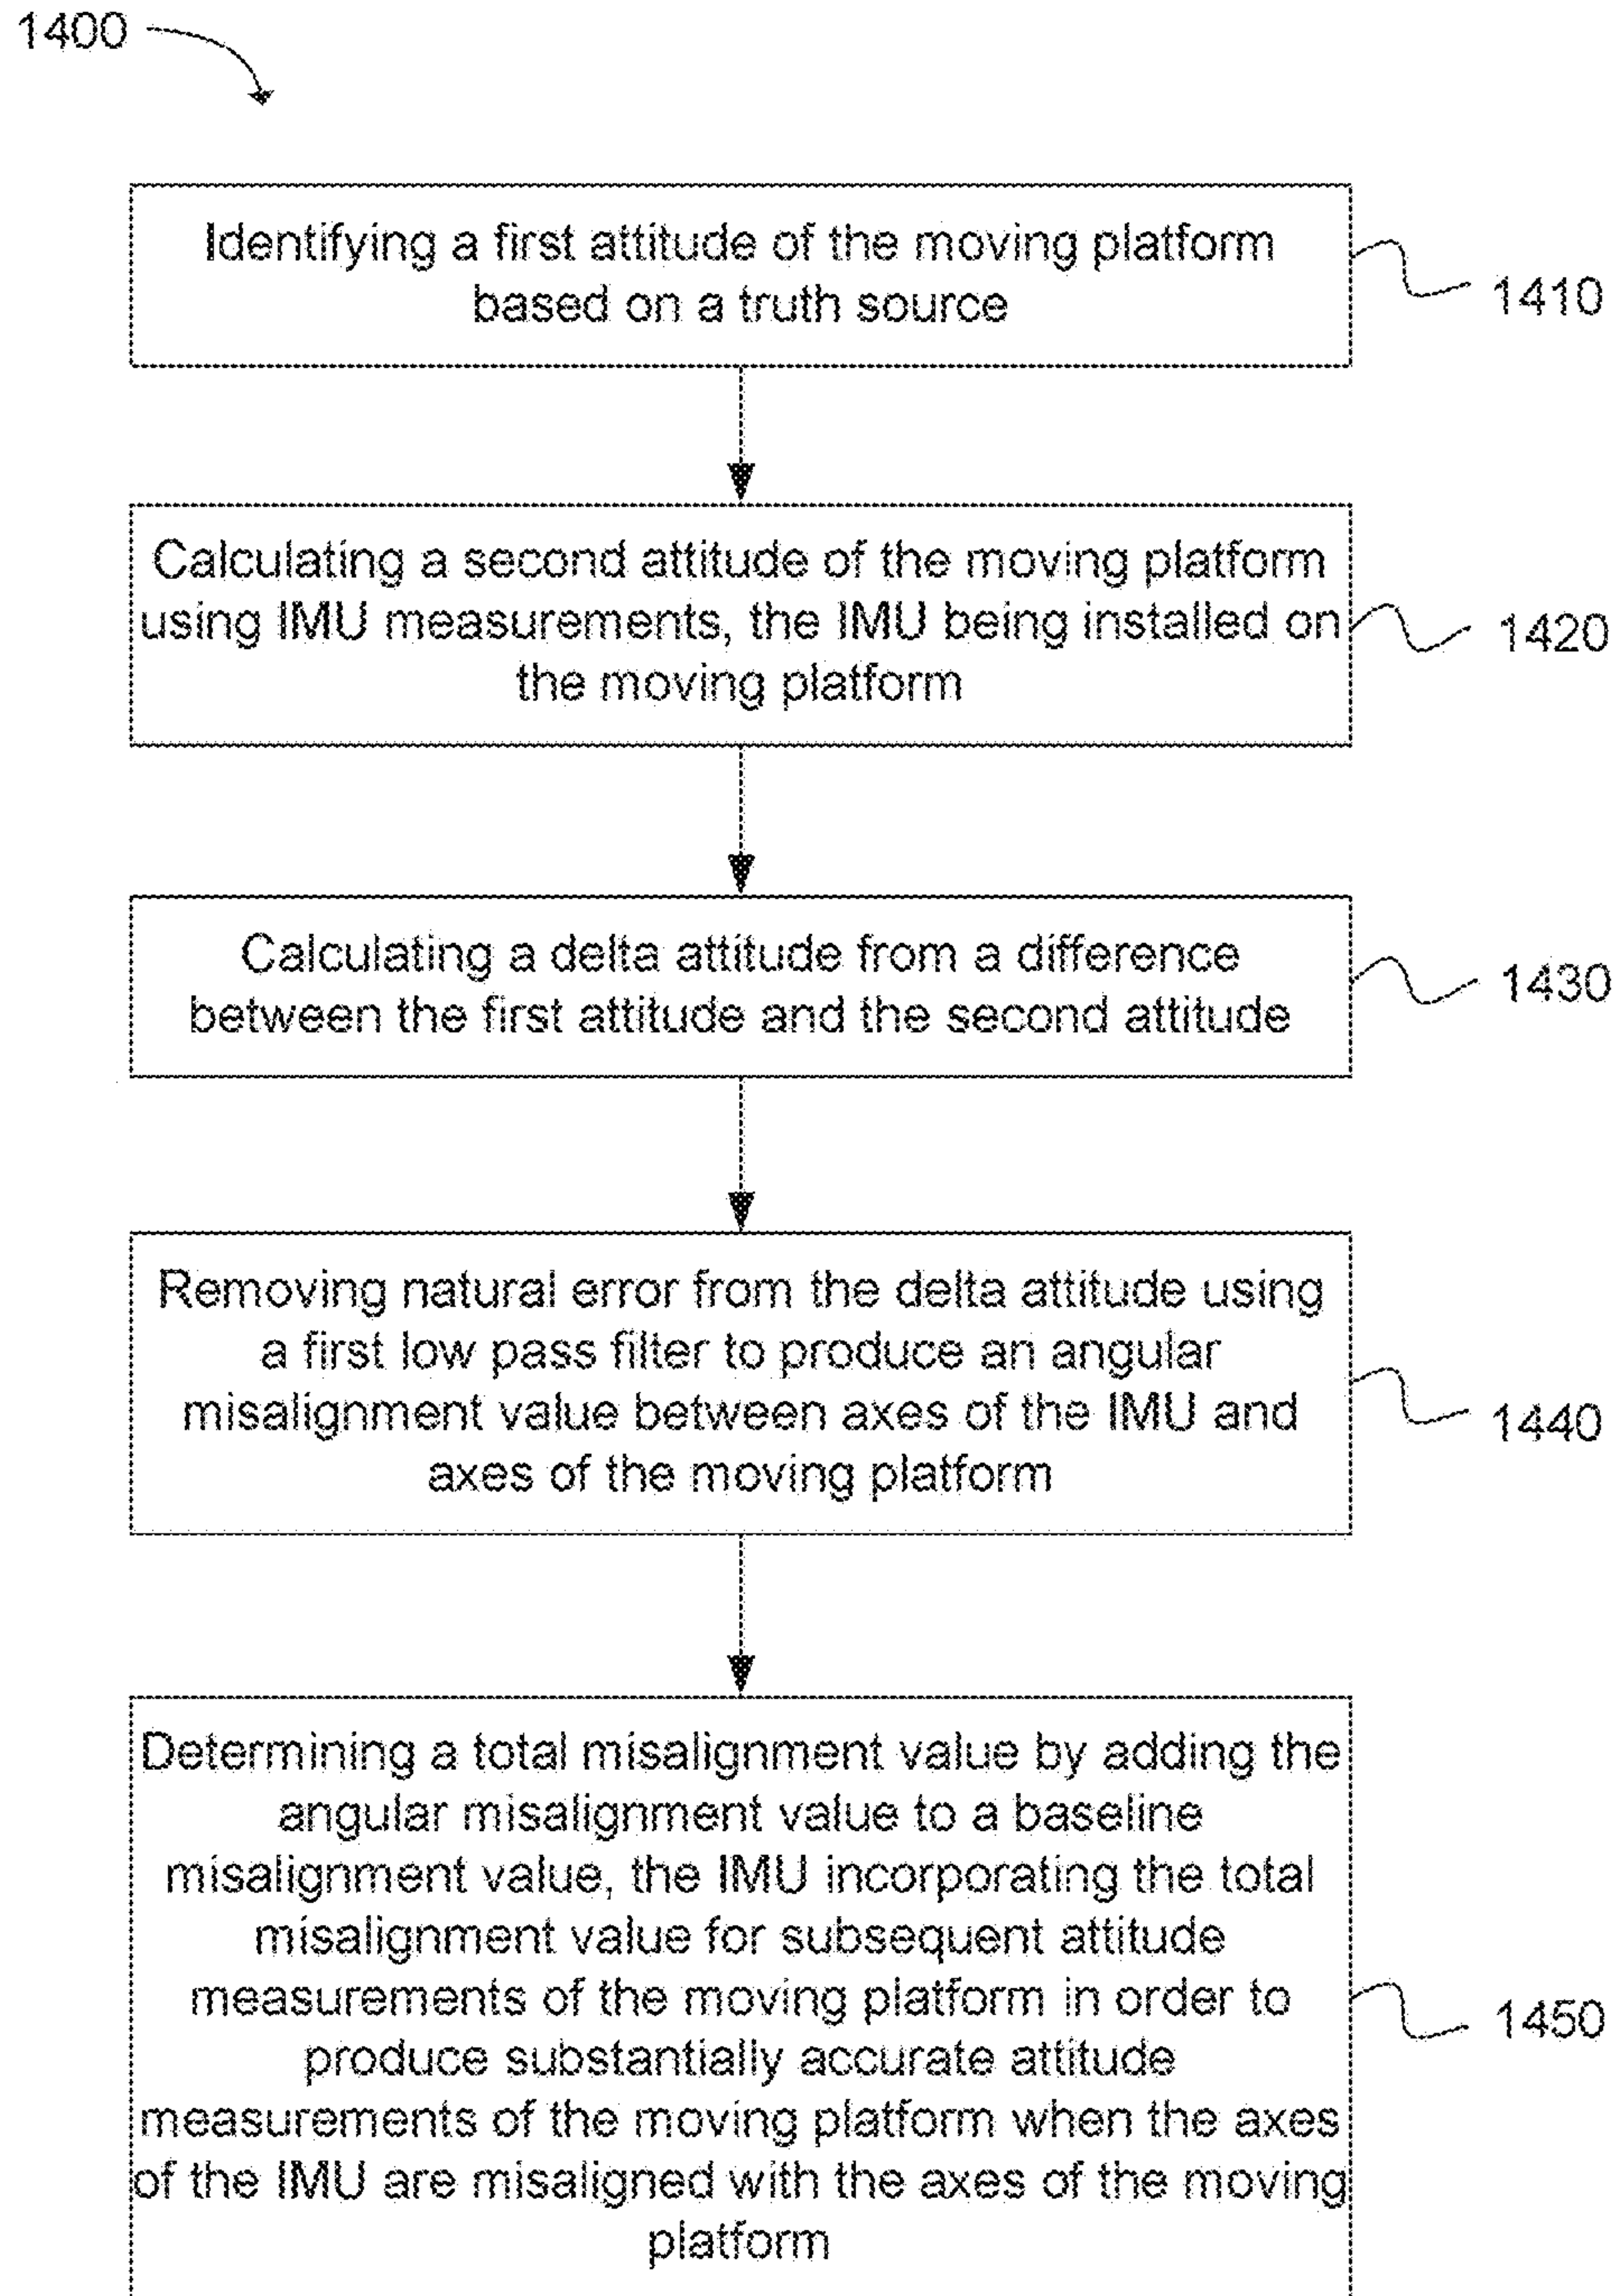 1400
Identifying a first attitude of the moving platform
based on a truth source
1410
Calculating a second attitude of the moving platform
using IMU measurements, the IMU being installed on
the moving platform
1420
Calculating a delta attitude from a difference
between the first attitude and the second attitude
1430
Removing natural error from the delta attitude using
a first low pass filter to produce an angular
misalignment value between axes of the IMU and
axes of the moving platform
1440
Determining a total misalignment value by adding the
angular misalignment value to a baseline
misalignment value, the IMU incorporating the total
misalignment value for subsequent attitude
measurements of the moving platform in order to
produce substantially accurate attitude
measurements of the moving platform when the axes
of the IMU are misaligned with the axes of the moving
platform
1450